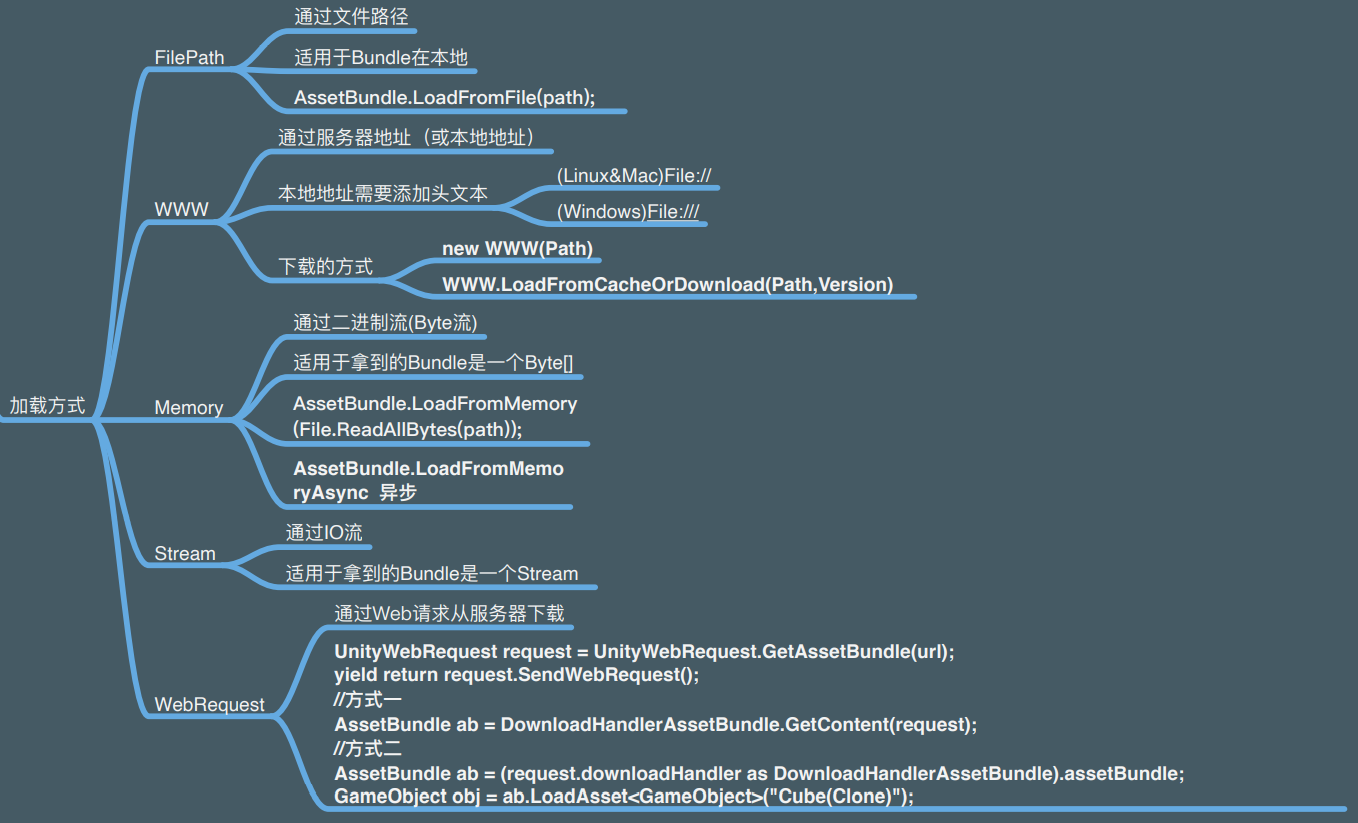 加载方式
FilePath
通过文件路径
适用于Bundle在本地
AssetBundle.LoadFromFile(path);
WWW
通过服务器地址（或本地地址）
本地地址需要添加头文本
(Linux&Mac)File://
(Windows)File:///
下载的方式
new WWW(Path)
WWW.LoadFromCacheOrDownload(Path,Version)
Memory
通过二进制流(Byte流)
适用于拿到的Bundle是一个Byte[]
AssetBundle.LoadFromMemory
(File.ReadAllBytes(path));
AssetBundle.LoadFromMemo
ryAsync 异步
Stream
通过IO流
适用于拿到的Bundle是一个Stream
WebRequest
通过Web请求从服务器下载
UnityWebRequest request = UnityWebRequest.GetAssetBundle(url);
yield return request.SendWebRequest();
//方式一
AssetBundle ab = DownloadHandlerAssetBundle.GetContent(request);
//方式二
AssetBundle ab = (request.downloadHandler as DownloadHandlerAssetBundle).assetBundle;
GameObject obj = ab.LoadAsset<GameObject>("Cube(Clone)");